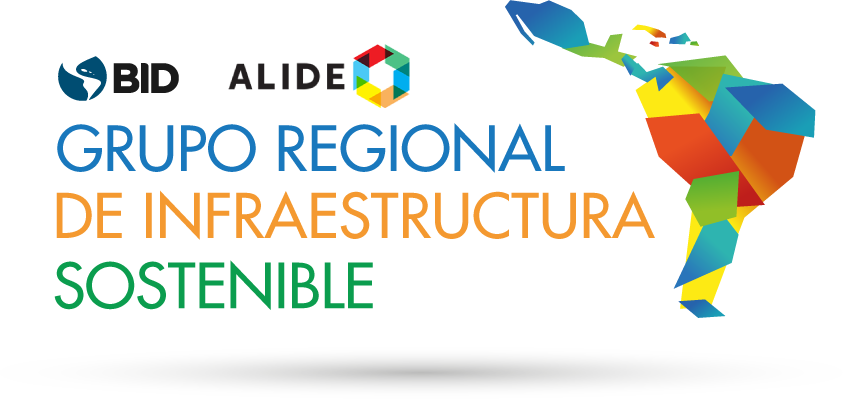 BID ALIDE
GRUPO REGIONAL
DE INFRAESTRUCTURA
SOSTENIBLE